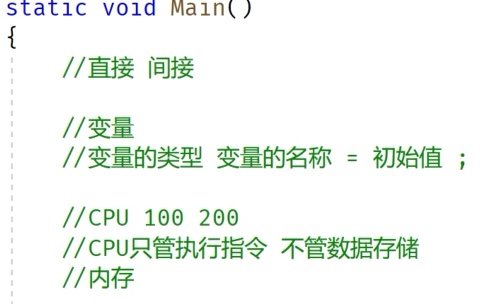 static void Main()
{
//直接 间接
//变量
//变量的类型 变量的名称 = 初始值 ;
//CPU 100 200
//CPU只管执行指令 不管数据存储
//内存